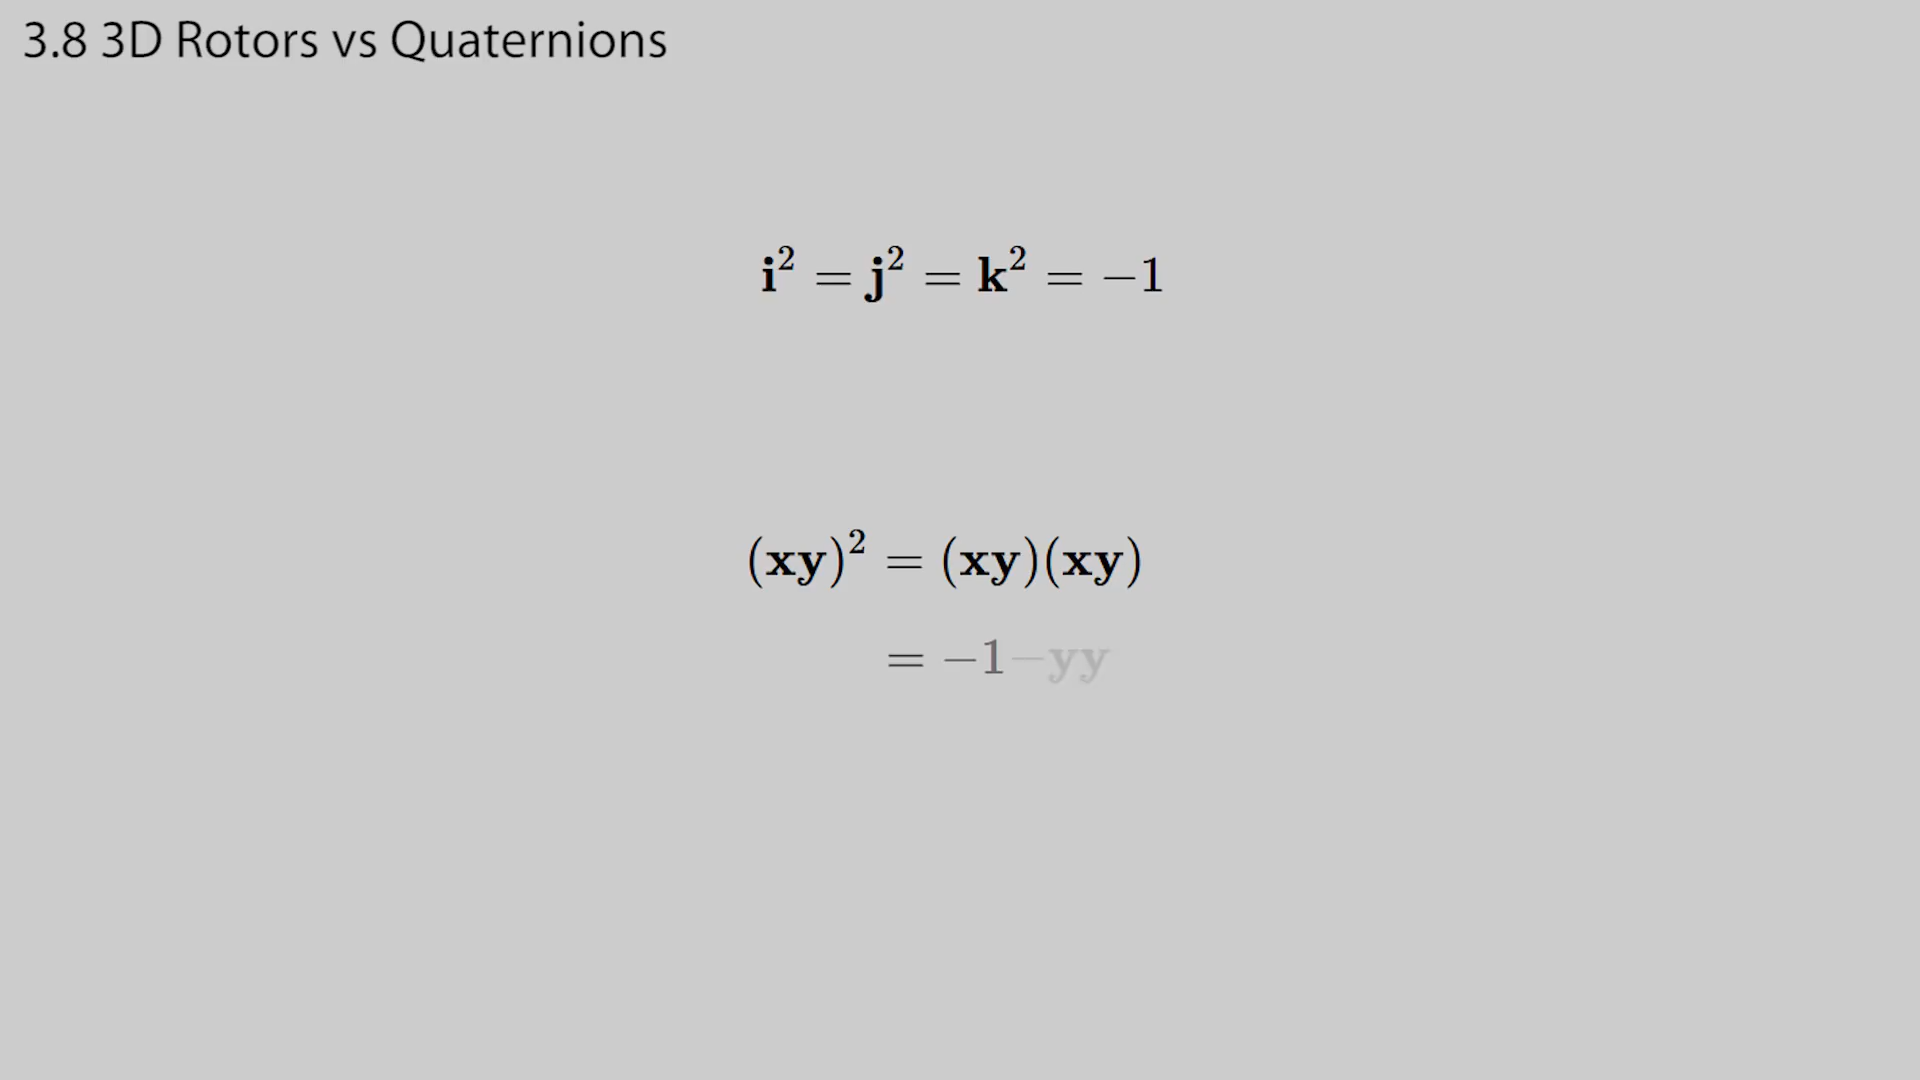 3.8 3D Rotors vs Quaternions
i² = j² = k² = −1
(xy)² = (xy)(xy)
= −1−yy